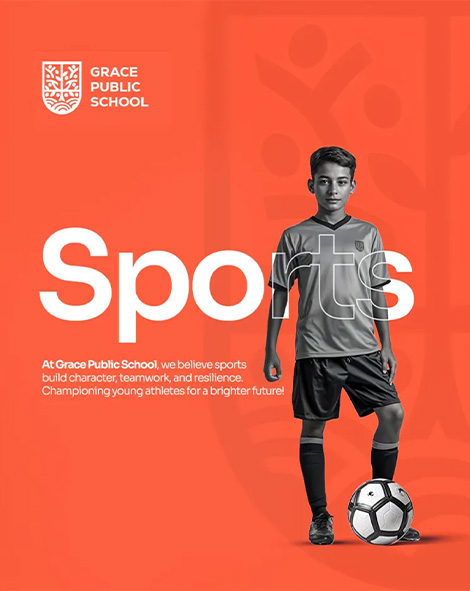 GRACE
PUBLIC
SCHOOL
Sports
At Grace Public School, we believe sports
build character, teamwork, and resilience.
Championing young athletes for a brighter future!